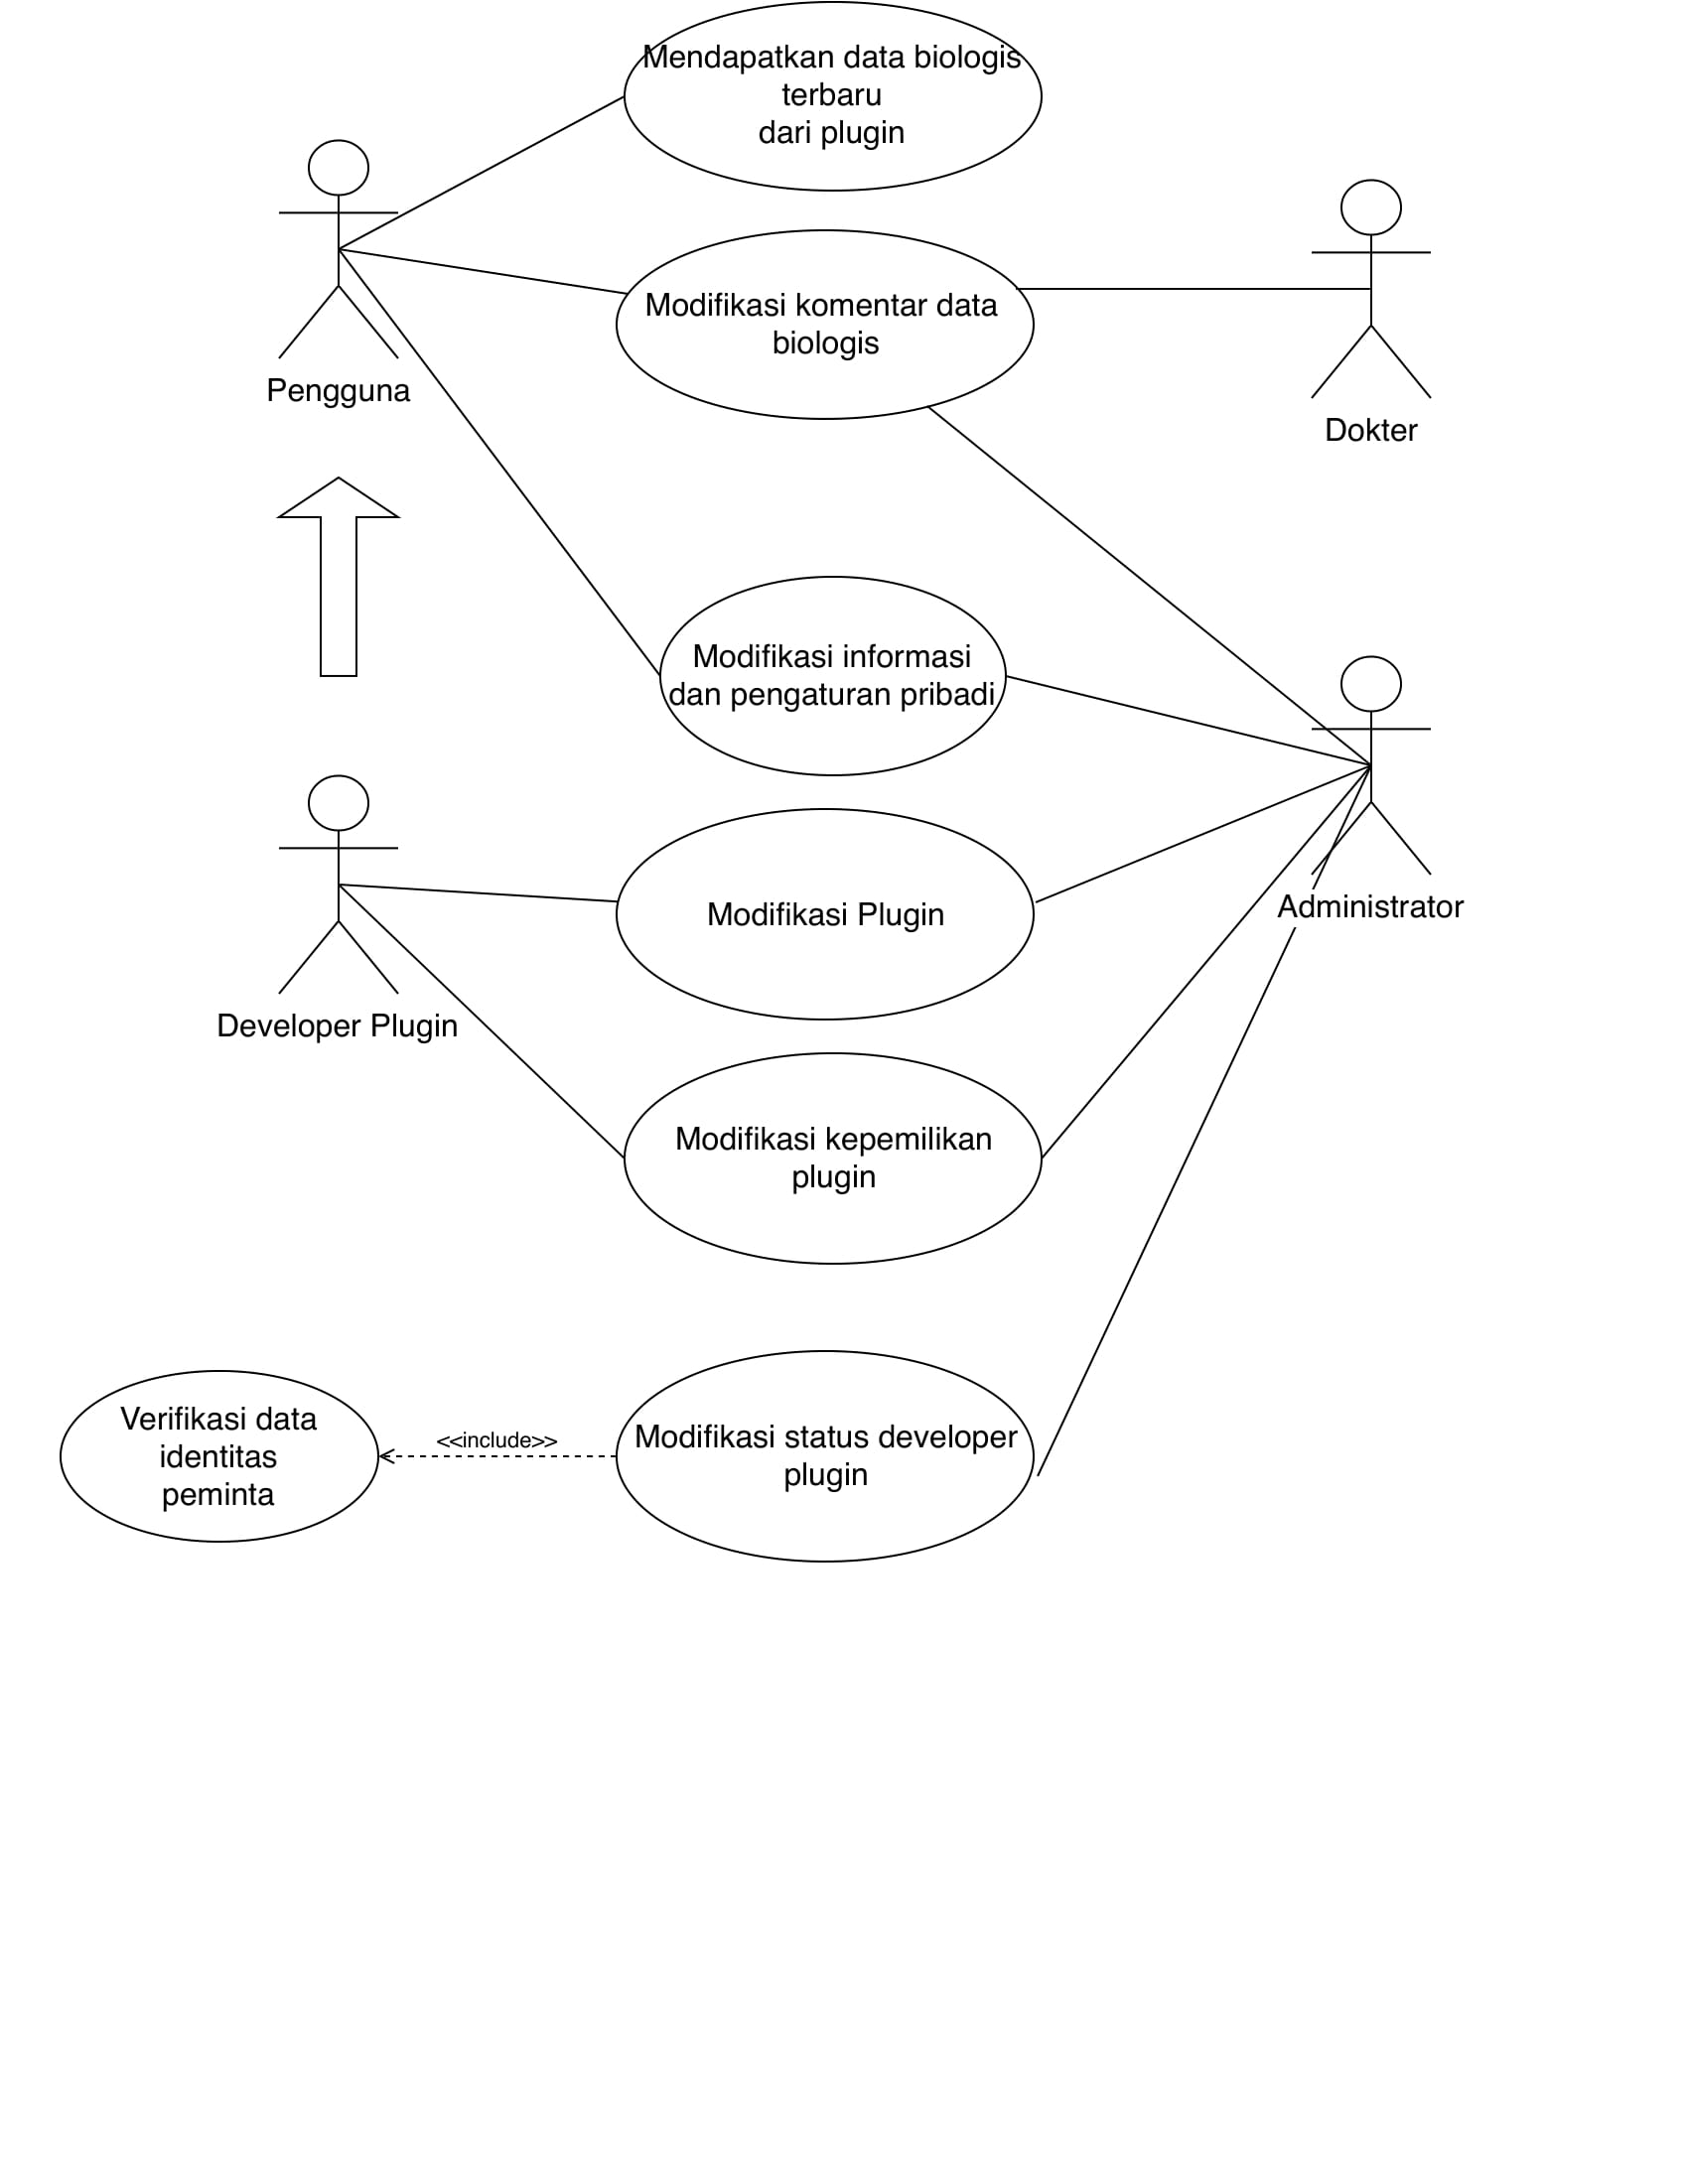 Mendapatkan data biologis
terbaru
dari plugin
Pengguna
Modifikasi komentar data
biologis
Dokter
Modifikasi informasi
dan pengaturan pribadi
Modifikasi Plugin
Administrator
Developer Plugin
Modifikasi kepemilikan
plugin
Verifikasi data
identitas
peminta
<<include>>
Modifikasi status developer
plugin